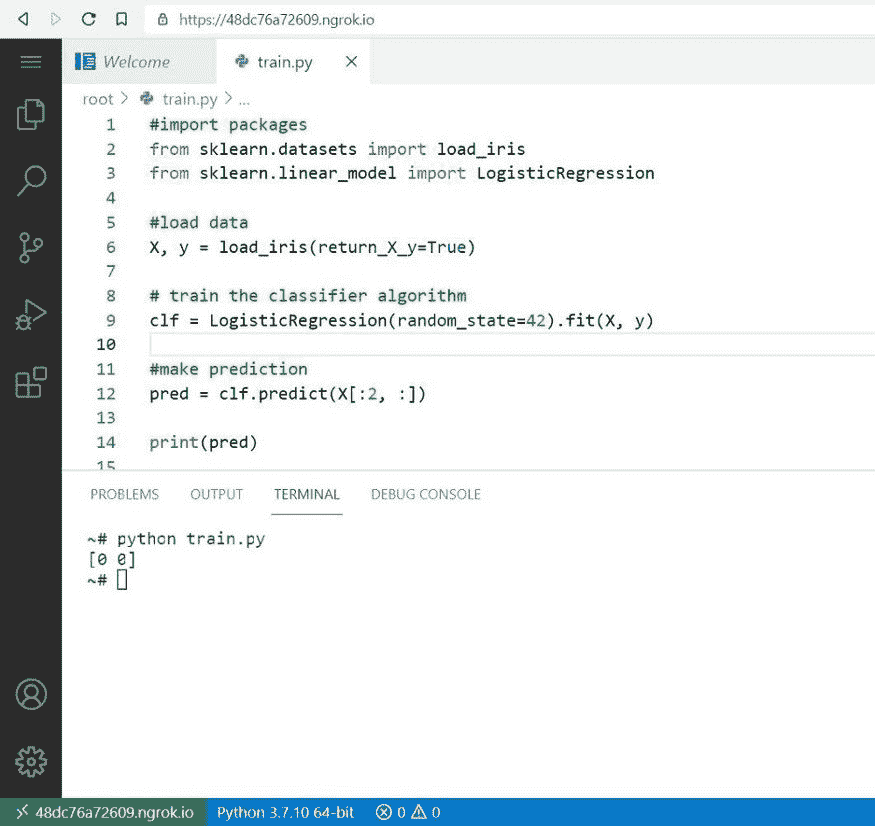 https://48dc76a72609.ngrok.io
Welcome
train.py
root > train.py > ...
1 #import packages
2 from sklearn.datasets import load_iris
3 from sklearn.linear_model import LogisticRegression
4
5 #load data
6 X, y = load_iris(return_X_y=True)
7
8 # train the classifier algorithm
9 clf = LogisticRegression(random_state=42).fit(X, y)
10
11 #make prediction
12 pred = clf.predict(X[:2, :])
13
14 print(pred)
15
PROBLEMS OUTPUT TERMINAL DEBUG CONSOLE
~# python train.py
[0 0]
~#
48dc76a72609.ngrok.io Python 3.7.10 64-bit 0 0